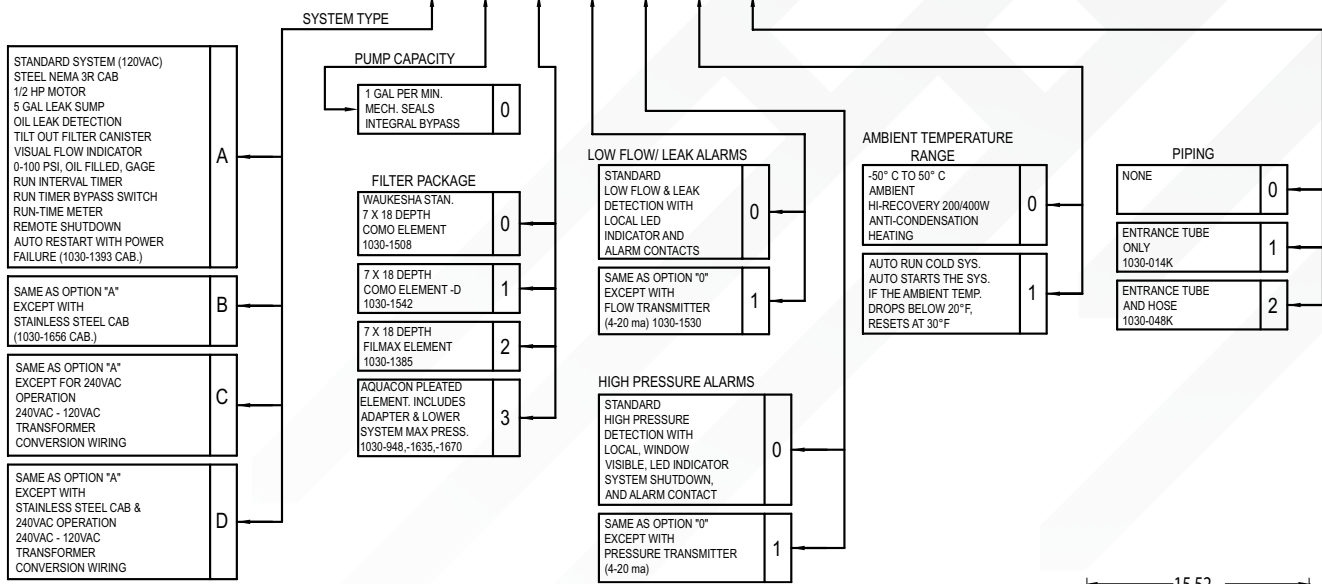 SYSTEM TYPE
STANDARD SYSTEM (120VAC)
STEEL NEMA 3R CAB
1/2 HP MOTOR
5 GAL LEAK SUMP
OIL LEAK DETECTION
TILT OUT FILTER CANISTER
VISUAL FLOW INDICATOR
0-100 PSI, OIL FILLED, GAGE
RUN INTERVAL TIMER
RUN TIMER BYPASS SWITCH
RUN-TIME METER
REMOTE SHUTDOWN
AUTO RESTART WITH POWER
FAILURE (1030-1393 CAB.)
A
SAME AS OPTION "A"
EXCEPT WITH
STAINLESS STEEL CAB
(1030-1656 CAB.)
B
SAME AS OPTION "A"
EXCEPT FOR 240VAC
OPERATION
240VAC - 120VAC
TRANSFORMER
CONVERSION WIRING
C
SAME AS OPTION "A"
EXCEPT WITH
STAINLESS STEEL CAB &
240VAC OPERATION
240VAC - 120VAC
TRANSFORMER
CONVERSION WIRING
D
PUMP CAPACITY
1 GAL PER MIN.
MECH. SEALS
INTEGRAL BYPASS
0
FILTER PACKAGE
WAUKESHA STAN.
7 X 18 DEPTH
COMO ELEMENT
1030-1508
0
7 X 18 DEPTH
COMO ELEMENT -D
1030-1542
1
7 X 18 DEPTH
FILMAX ELEMENT
1030-1385
2
AQUACON PLEATED
ELEMENT. INCLUDES
ADAPTER & LOWER
SYSTEM MAX PRESS.
1030-948,-1635,-1670
3
LOW FLOW/ LEAK ALARMS
STANDARD
LOW FLOW & LEAK
DETECTION WITH
LOCAL LED
INDICATOR AND
ALARM CONTACTS
0
SAME AS OPTION "0"
EXCEPT WITH
FLOW TRANSMITTER
(4-20 ma) 1030-1530
1
HIGH PRESSURE ALARMS
STANDARD
HIGH PRESSURE
DETECTION WITH
LOCAL, WINDOW
VISIBLE, LED INDICATOR
SYSTEM SHUTDOWN,
AND ALARM CONTACT
0
SAME AS OPTION "0"
EXCEPT WITH
PRESSURE TRANSMITTER
(4-20 ma)
1
AMBIENT TEMPERATURE
RANGE
-50° C TO 50° C
AMBIENT
HI-RECOVERY 200/400W
ANTI-CONDENSATION
HEATING
0
AUTO RUN COLD SYS.
AUTO STARTS THE SYS.
IF THE AMBIENT TEMP.
DROPS BELOW 20°F,
RESETS AT 30°F
1
PIPING
NONE
0
ENTRANCE TUBE
ONLY
1030-014K
1
ENTRANCE TUBE
AND HOSE
1030-048K
2
15.52